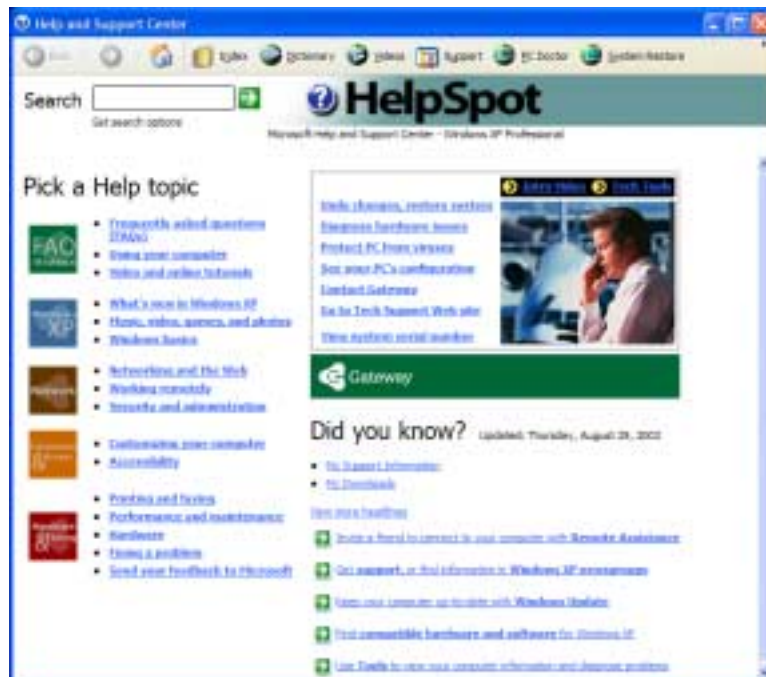 Help and Support Center
Index Dictionary Videos Support PC Doctor System Restore
Search
Get search options
HelpSpot
Microsoft Help and Support Center - Windows XP Professional
Pick a Help topic
FAQ
Frequently asked questions
(FAQs)
Using your computer
Video and online tutorials
XP
What's new in Windows XP
Music, video, games, and photos
Windows basics
Networking and the Web
Working remotely
Security and administration
Customizing your computer
Accessibility
Printing and faxing
Performance and maintenance
Hardware
Fixing a problem
Send your feedback to Microsoft
Intro Video Tech Tools
Undo changes, restore system
Diagnose hardware issues
Protect PC from viruses
See your PC's configuration
Contact Gateway
Go to Tech Support Web site
View system serial number
Gateway
Did you know? Updated: Thursday, August 29, 2002
My Support Information
My Downloads
View more headlines
Invite a friend to connect to your computer with Remote Assistance
Get support, or find information in Windows XP newsgroups
Keep your computer up-to-date with Windows Update
Find compatible hardware and software for Windows XP
Use Tools to view your computer information and diagnose problems